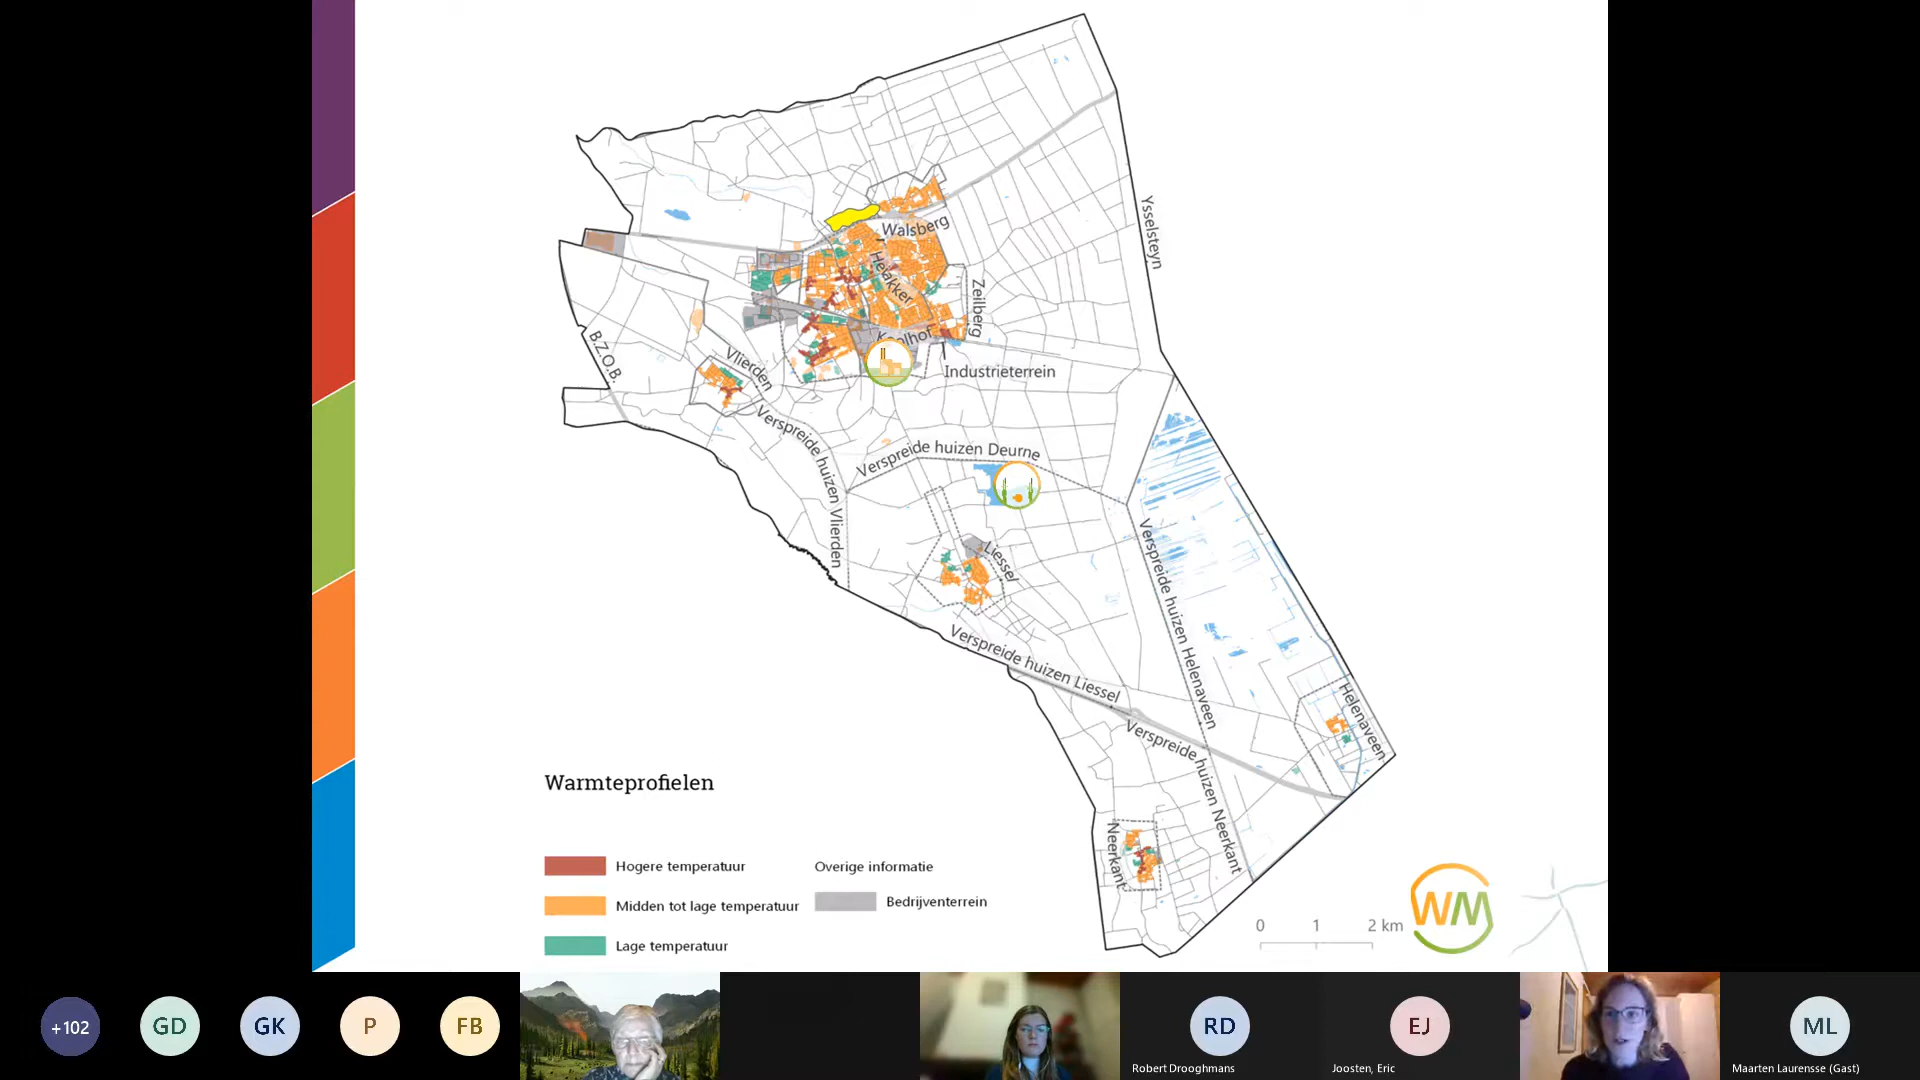 Walsberg
Heiakker
Zeilberg
Koolhof
Ysselsteyn
B.Z.O.B.
Vlierden
Industrieterrein
Verspreide huizen Vlierden
Verspreide huizen Deurne
Liessel
Verspreide huizen Helenaveen
Verspreide huizen Liessel
Helenaveen
Verspreide huizen Neerkant
Neerkant
Warmteprofielen
Hogere temperatuur
Midden tot lage temperatuur
Lage temperatuur
Overige informatie
Bedrijventerrein
0 1 2 km
WM
+102
GD
GK
P
FB
RD
Robert Drooghmans
EJ
Joosten, Eric
ML
Maarten Laurensse (Gast)